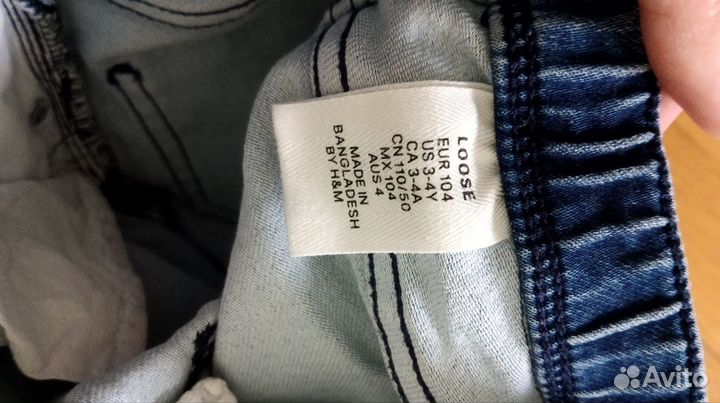 LOOSE
EUR 104
US 3-4Y
CA 3-4A
CN 110/50
MX 104
AUS 4
MADE IN
BANGLADESH
BY H&M
Avito